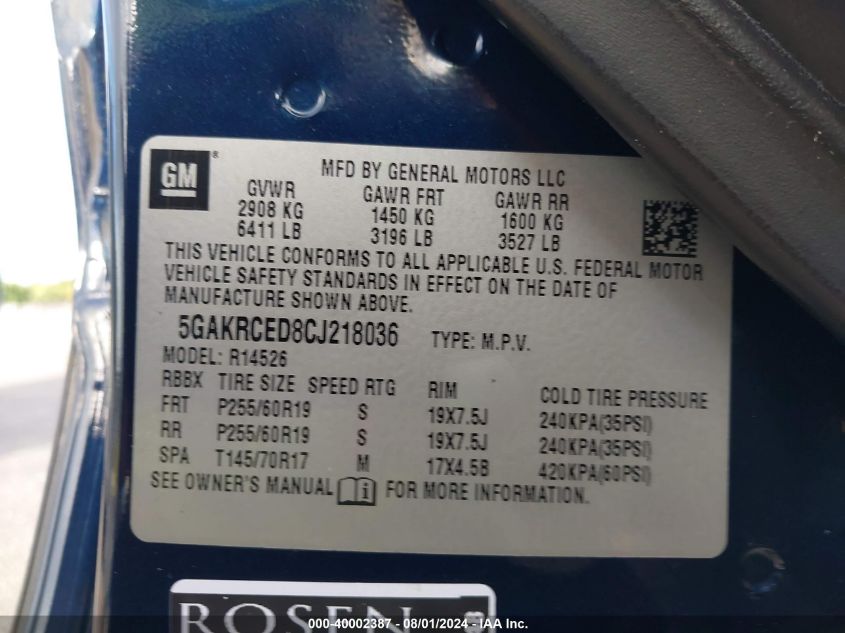 GM ®
MFD BY GENERAL MOTORS LLC
GVWR GAWR FRT GAWR RR
2908 KG 1450 KG 1600 KG
6411 LB 3196 LB 3527 LB
THIS VEHICLE CONFORMS TO ALL APPLICABLE U.S. FEDERAL MOTOR
VEHICLE SAFETY STANDARDS IN EFFECT ON THE DATE OF
MANUFACTURE SHOWN ABOVE.
5GAKRCED8CJ218036 TYPE: M.P.V.
MODEL: R14526
RBBX TIRE SIZE SPEED RTG RIM COLD TIRE PRESSURE
FRT P255/60R19 S 19X7.5J 240KPA(35PSI)
RR P255/60R19 S 19X7.5J 240KPA(35PSI)
SPA T145/70R17 M 17X4.5B 420KPA(60PSI)
SEE OWNER'S MANUAL i FOR MORE INFORMATION.
ROSEN
000-40002387 - 08/01/2024 - IAA Inc.